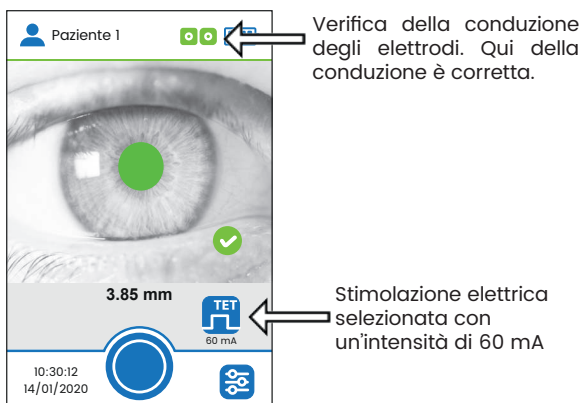 Paziente 1
Verifica della conduzione
degli elettrodi. Qui della
conduzione è corretta.
3.85 mm
TET
60 mA
Stimolazione elettrica
selezionata con
un'intensità di 60 mA
10:30:12
14/01/2020